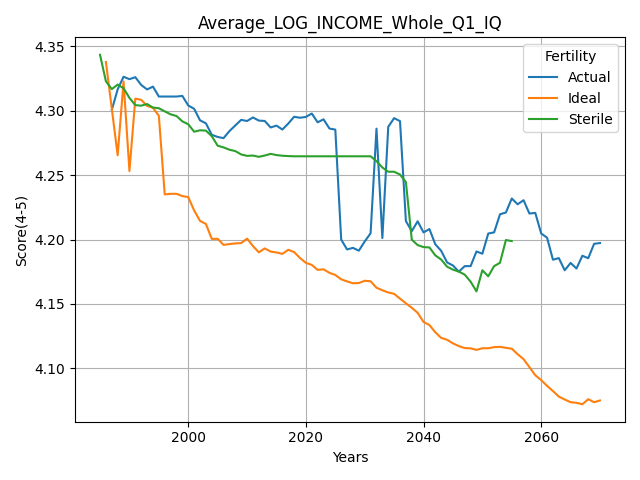 Average_LOG_INCOME_Whole_Q1_IQ
Fertility
Actual
Ideal
Sterile
Score(4-5)
4.35
4.30
4.25
4.20
4.15
4.10
2000
2020
2040
2060
Years